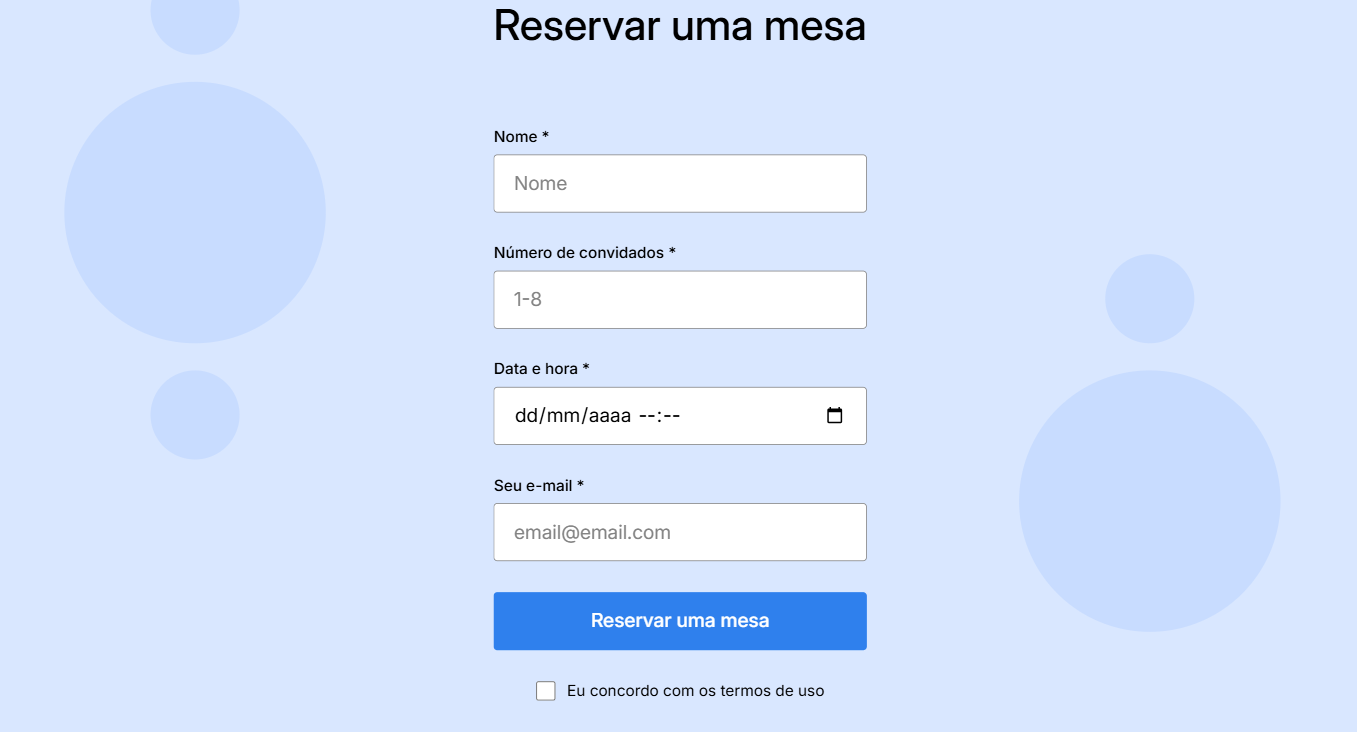 Reservar uma mesa
Nome *
Nome
Número de convidados *
1-8
Data e hora *
dd/mm/aaaa --:--
Seu e-mail *
email@email.com
Reservar uma mesa
Eu concordo com os termos de uso